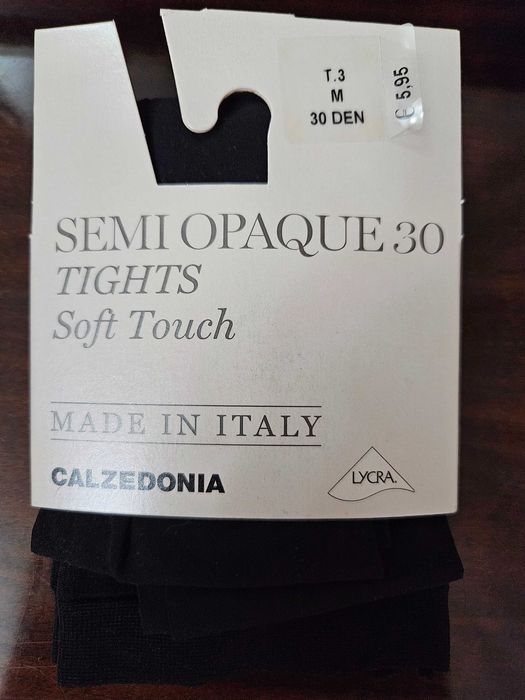 T.3
M
30 DEN
€ 5,95
SEMI OPAQUE 30
TIGHTS
Soft Touch
MADE IN ITALY
CALZEDONIA
LYCRA.